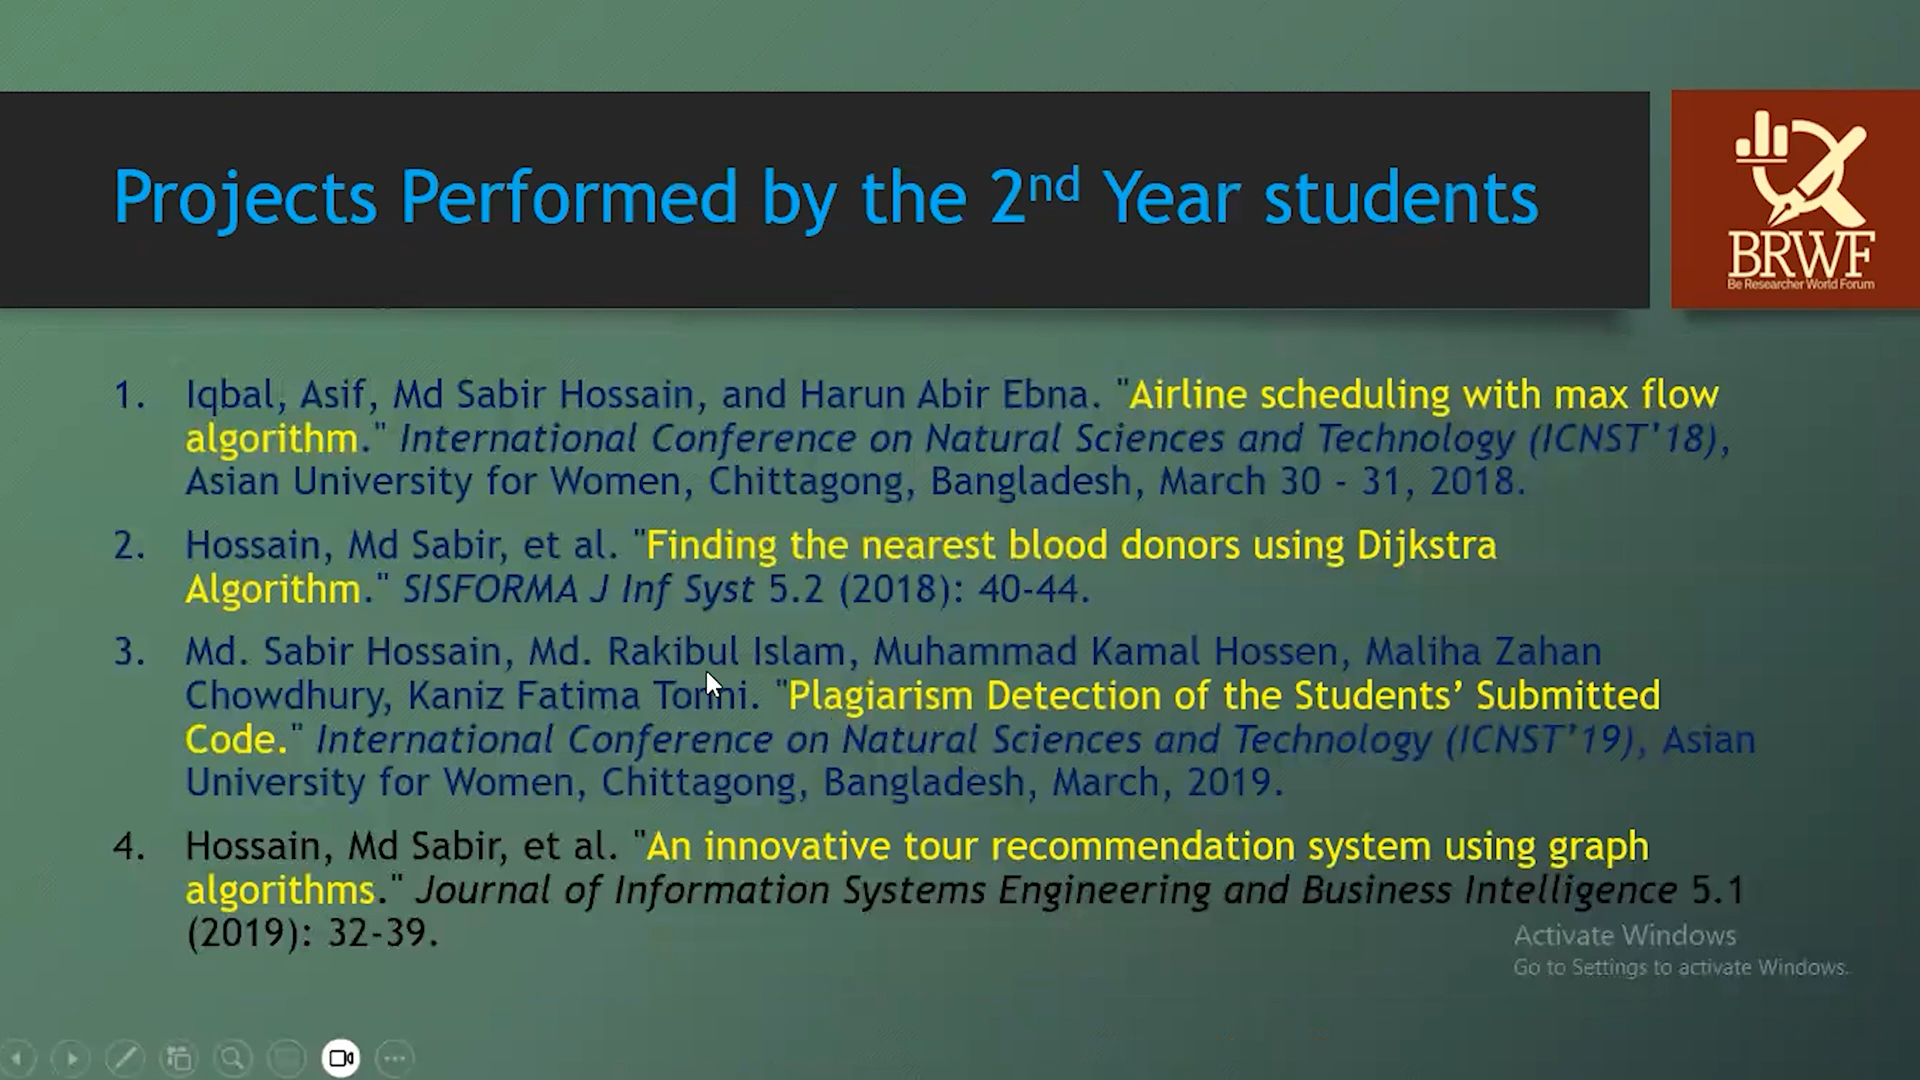 Projects Performed by the 2nd Year students
BRWF
Be Researcher World Forum
1. Iqbal, Asif, Md Sabir Hossain, and Harun Abir Ebna. "Airline scheduling with max flow
algorithm." International Conference on Natural Sciences and Technology (ICNST’18),
Asian University for Women, Chittagong, Bangladesh, March 30 - 31, 2018.
2. Hossain, Md Sabir, et al. "Finding the nearest blood donors using Dijkstra
Algorithm." SISFORMA J Inf Syst 5.2 (2018): 40-44.
3. Md. Sabir Hossain, Md. Rakibul Islam, Muhammad Kamal Hossen, Maliha Zahan
Chowdhury, Kaniz Fatima Tonni. "Plagiarism Detection of the Students’ Submitted
Code." International Conference on Natural Sciences and Technology (ICNST’19), Asian
University for Women, Chittagong, Bangladesh, March, 2019.
4. Hossain, Md Sabir, et al. "An innovative tour recommendation system using graph
algorithms." Journal of Information Systems Engineering and Business Intelligence 5.1
(2019): 32-39.
Activate Windows
Go to Settings to activate Windows.